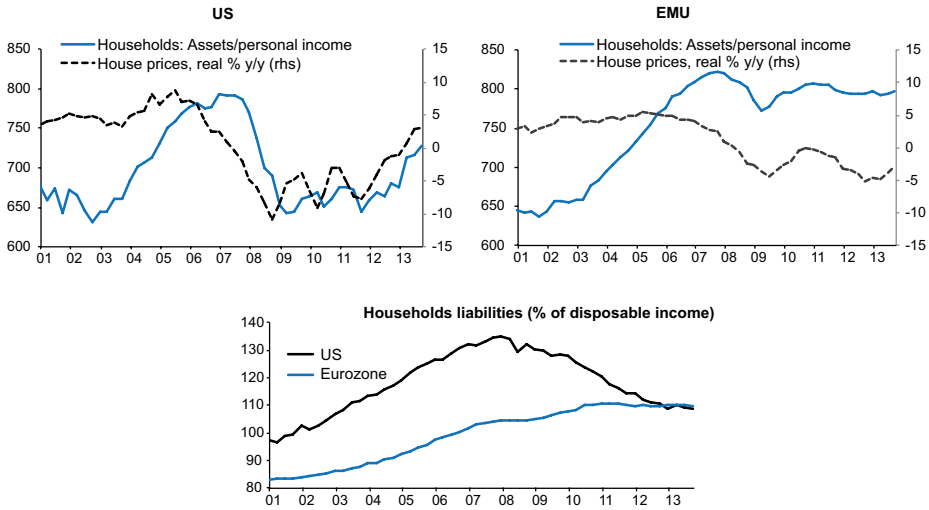 US
Households: Assets/personal income
House prices, real % y/y (rhs)
850
800
750
700
650
600
15
10
5
0
-5
-10
-15
01 02 03 04 05 06 07 08 09 10 11 12 13
EMU
Households: Assets/personal income
House prices, real % y/y (rhs)
850
800
750
700
650
600
15
10
5
0
-5
-10
-15
01 02 03 04 05 06 07 08 09 10 11 12 13
Households liabilities (% of disposable income)
US
Eurozone
140
130
120
110
100
90
80
01 02 03 04 05 06 07 08 09 10 11 12 13